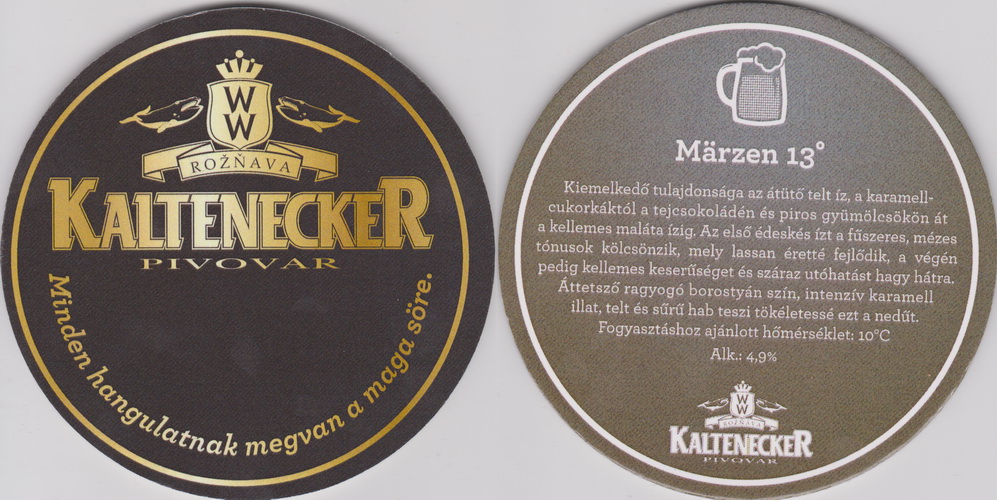 W
W
ROŽŇAVA
KALTENECKER
PIVOVAR
Minden hangulatnak megvan a maga söre.
Märzen 13°
Kiemelkedő tulajdonsága az átütő telt íz, a karamell-
cukorkáktól a tejcsokoládén és piros gyümölcsökön át
a kellemes maláta ízig. Az első édeskés ízt a fűszeres, mézes
tónusok kölcsönzik, mely lassan éretté fejlődik, a végén
pedig kellemes keserűséget és száraz utóhatást hagy hátra.
Áttetsző ragyogó borostyán szín, intenzív karamell
illat, telt és sűrű hab teszi tökéletessé ezt a nedűt.
Fogyasztáshoz ajánlott hőmérséklet: 10°C
Alk.: 4,9%
W
W
ROŽŇAVA
KALTENECKER
PIVOVAR